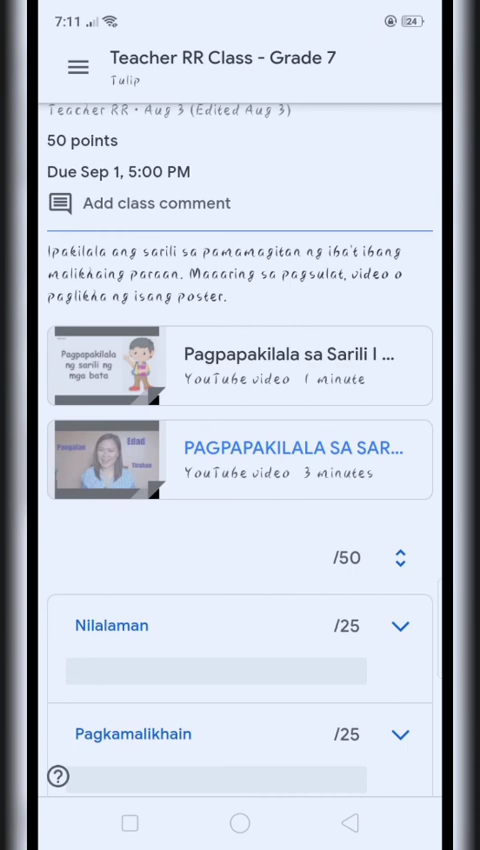 7:11
24
Teacher RR Class - Grade 7
Tulip
Teacher RR • Aug 3 (Edited Aug 3)
50 points
Due Sep 1, 5:00 PM
Add class comment
Ipakilala ang sarili sa pamamagitan ng iba't ibang
malikhaing paraan. Maaaring sa pagsulat, video o
paglikha ng isang poster.
Pagpapakilala
ng sarili ng
mga bata
Pagpapakilala sa Sarili I ...
YouTube video 1 minute
Pangalan
Edad
Tirahan
PAGPAPAKILALA SA SAR...
YouTube video 3 minutes
/50
Nilalaman /25
Pagkamalikhain /25